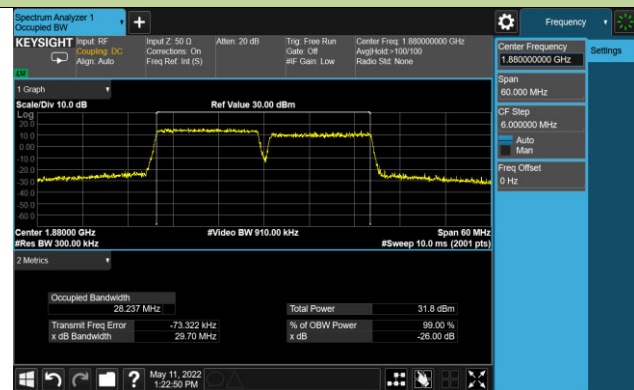 Spectrum Analyzer 1
Occupied BW
Frequency
KEYSIGHT
Input: RF
Coupling: DC
Align: Auto
Input Z: 50 Ω
Corrections: On
Freq Ref: Int (S)
Atten: 20 dB
Trig: Free Run
Gate: Off
#IF Gain: Low
Center Freq: 1.880000000 GHz
Avg|Hold:>100/100
Radio Std: None
Center Frequency
1.880000000 GHz
Settings
Span
60.000 MHz
CF Step
6.000000 MHz
Auto
Man
Freq Offset
0 Hz
1 Graph
Scale/Div 10.0 dB
Ref Value 30.00 dBm
Log
20.0
10.0
0.00
-10.0
-20.0
-30.0
-40.0
-50.0
-60.0
Center 1.88000 GHz
#Video BW 910.00 kHz
Span 60 MHz
#Res BW 300.00 kHz
#Sweep 10.0 ms (2001 pts)
2 Metrics
Occupied Bandwidth
28.237 MHz
Total Power 31.8 dBm
Transmit Freq Error -73.322 kHz
% of OBW Power 99.00 %
x dB Bandwidth 29.70 MHz
x dB -26.00 dB
May 11, 2022
1:22:50 PM